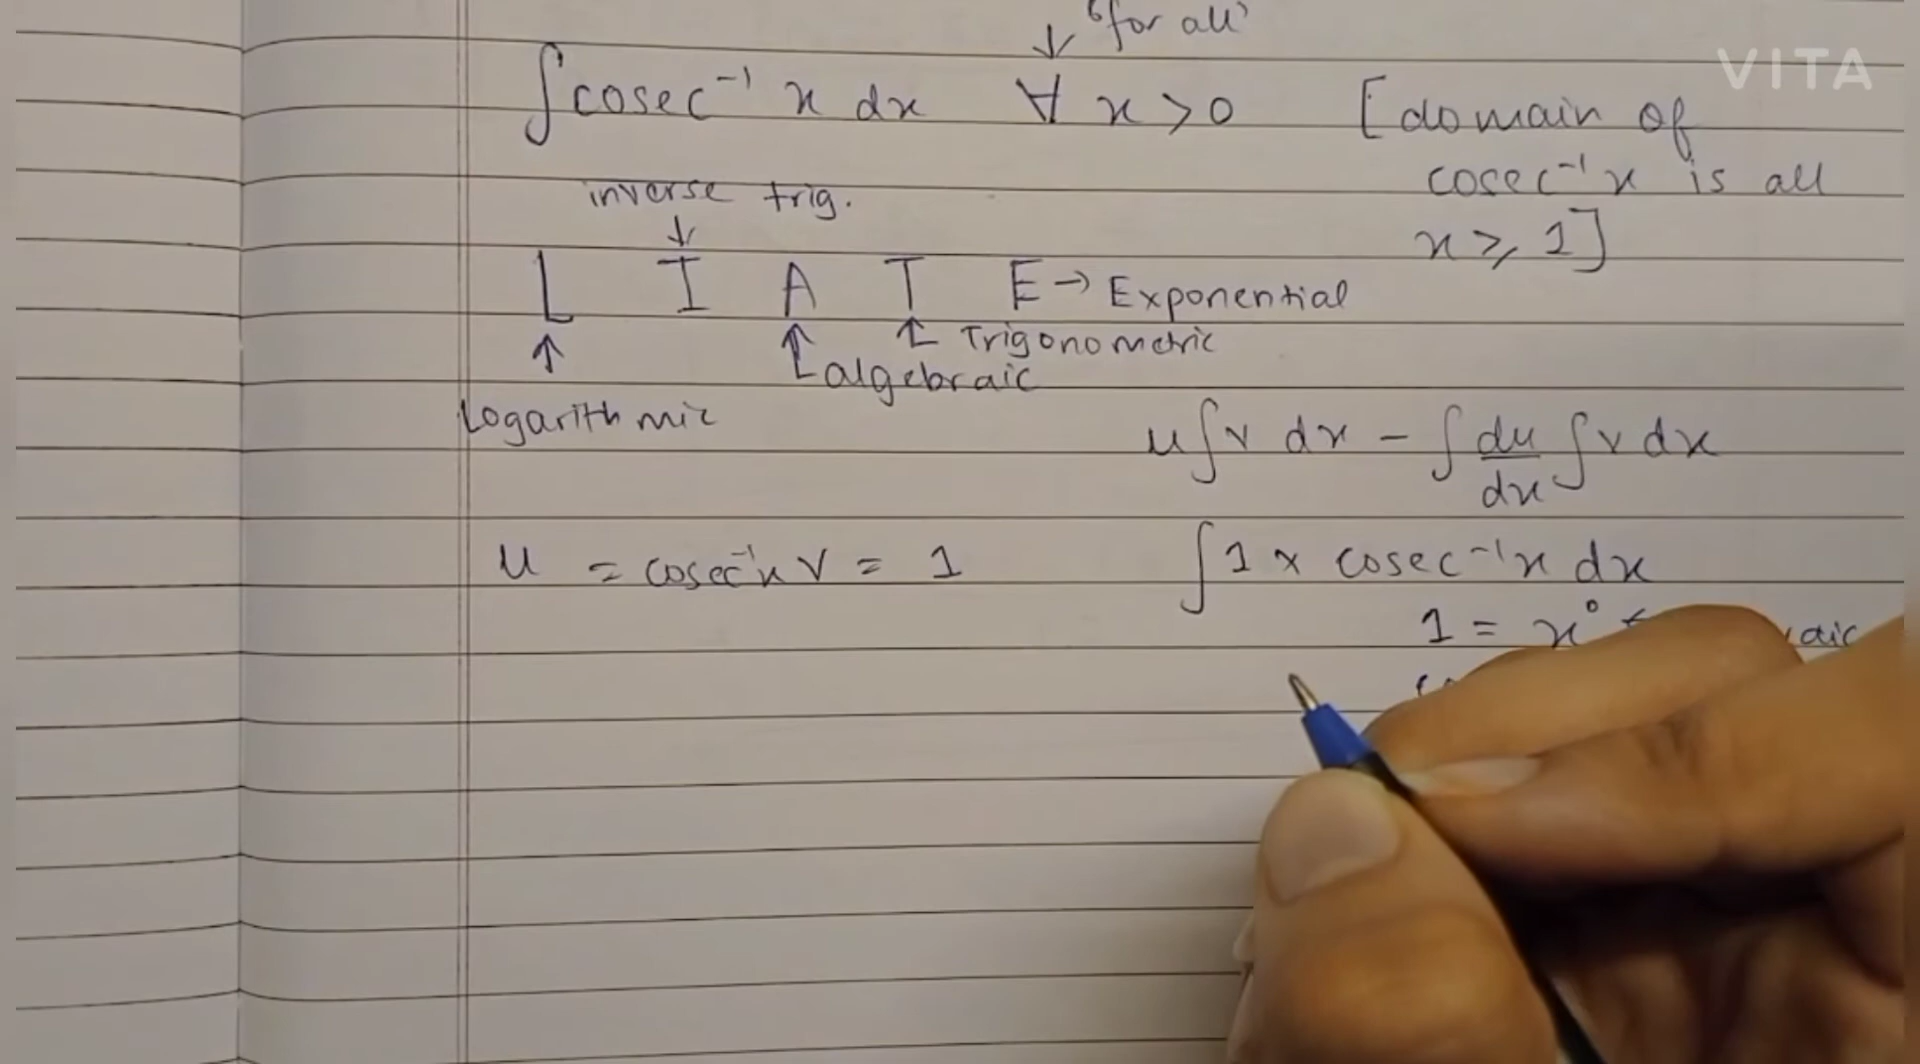 ‘for all’
↓
∫cosec⁻¹ x dx ∀ x>0 [domain of
cosec⁻¹x is all
x ≥ 1]
VITA
inverse trig.
↓
L I A T E → Exponential
↑ Trigonometric
↑ algebraic
↑
Logarithmic
u∫v dx - ∫du/dx ∫v dx
u = cosec⁻¹x v = 1
∫1 × cosec⁻¹x dx
1 = x⁰